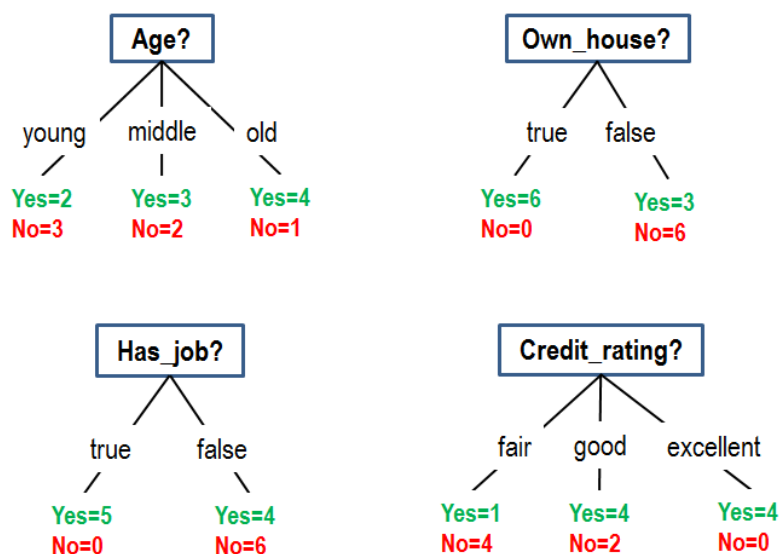 Age?
young middle old
Yes=2 Yes=3 Yes=4
No=3 No=2 No=1
Own_house?
true false
Yes=6 Yes=3
No=0 No=6
Has_job?
true false
Yes=5 Yes=4
No=0 No=6
Credit_rating?
fair good excellent
Yes=1 Yes=4 Yes=4
No=4 No=2 No=0